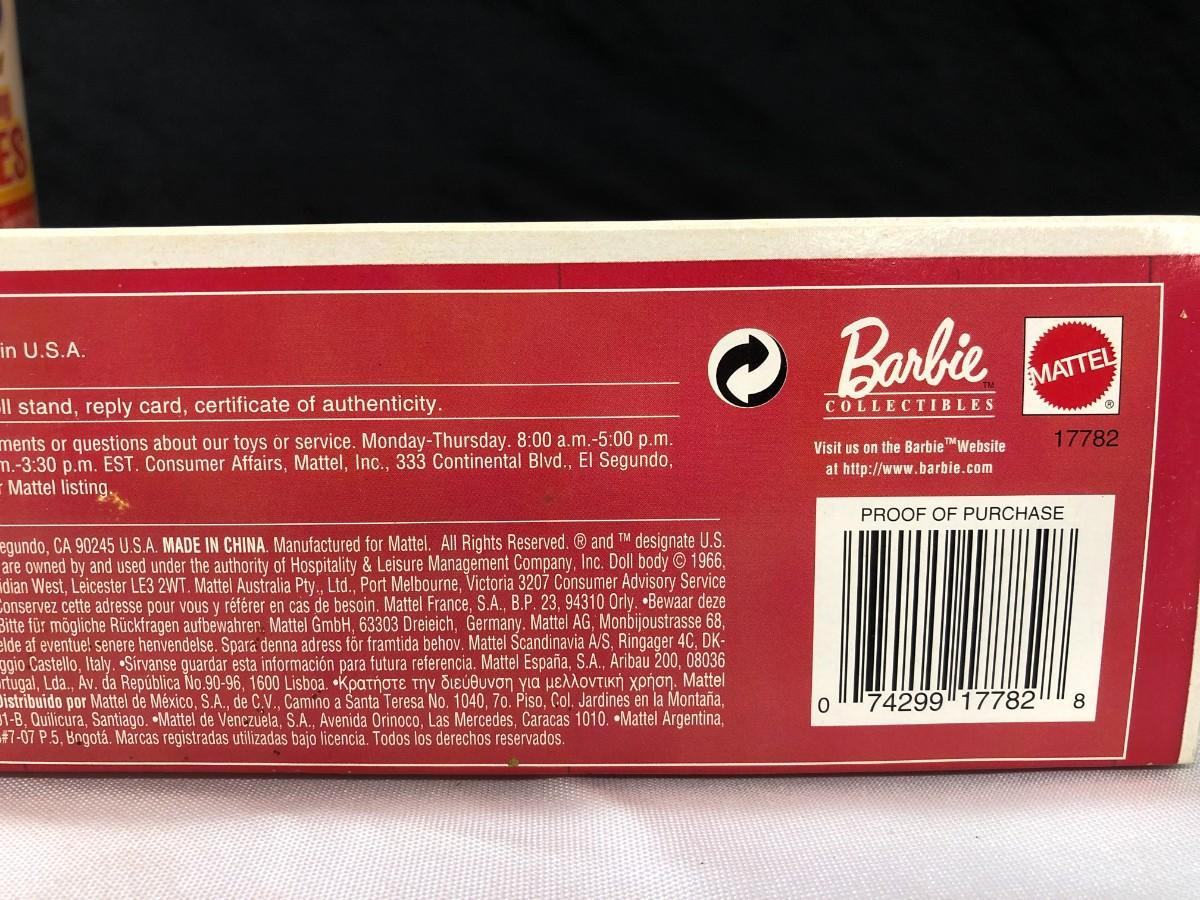 ES
in U.S.A.
ll stand, reply card, certificate of authenticity.
ments or questions about our toys or service. Monday-Thursday. 8:00 a.m.-5:00 p.m.
m.-3:30 p.m. EST. Consumer Affairs, Mattel, Inc., 333 Continental Blvd., El Segundo,
r Mattel listing.
egundo, CA 90245 U.S.A. MADE IN CHINA. Manufactured for Mattel. All Rights Reserved. ® and ™ designate U.S.
are owned by and used under the authority of Hospitality & Leisure Management Company, Inc. Doll body © 1966,
idian West, Leicester LE3 2WT. Mattel Australia Pty., Ltd., Port Melbourne, Victoria 3207 Consumer Advisory Service
Conservez cette adresse pour vous y référer en cas de besoin. Mattel France, S.A., B.P. 23, 94310 Orly. •Bewaar deze
Bitte für mögliche Rückfragen aufbewahren. Mattel GmbH, 63303 Dreieich, Germany. Mattel AG, Monbijoustrasse 68,
elde af eventuel senere henvendelse. Spara denna adress för framtida behov. Mattel Scandinavia A/S, Ringager 4C, DK-
ggio Castello, Italy. •Sírvanse guardar esta información para futura referencia. Mattel España, S.A., Aribau 200, 08036
rtugal, Lda., Av. da República No.90-96, 1600 Lisboa. •Κρατήστε την διεύθυνση για μελλοντική χρήση. Mattel
Distribuido por Mattel de México, S.A., de C.V., Camino a Santa Teresa No. 1040, 7o. Piso, Col. Jardines en la Montaña,
01-B, Quilicura, Santiago. •Mattel de Venezuela, S.A., Avenida Orinoco, Las Mercedes, Caracas 1010. •Mattel Argentina,
#7-07 P.5, Bogotá. Marcas registradas utilizadas bajo licencia. Todos los derechos reservados.
Barbie™
COLLECTIBLES
Visit us on the Barbie™Website
at http://www.barbie.com
MATTEL
®
17782
PROOF OF PURCHASE
0 74299 17782 8